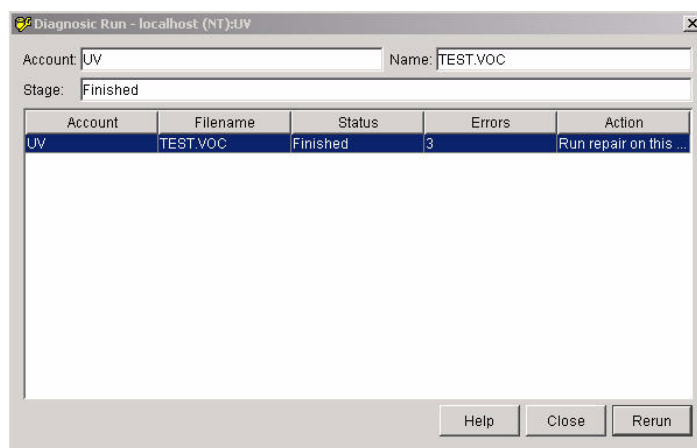 Diagnosic Run - localhost (NT):UV
Account: UV Name: TEST.VOC
Stage: Finished
Account Filename Status Errors Action
UV TEST.VOC Finished 3 Run repair on this ...
Help Close Rerun